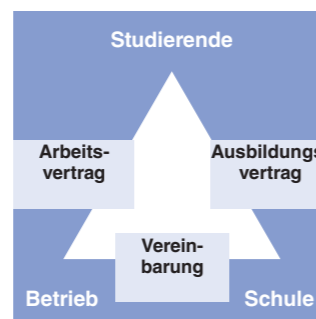 Studierende
Arbeits-
vertrag
Ausbildungs
vertrag
Verein-
barung
Betrieb
Schule